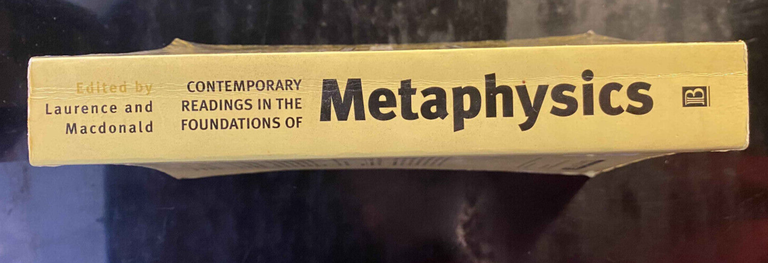 Edited by
Laurence and
Macdonald
CONTEMPORARY
READINGS IN THE
FOUNDATIONS OF
Metaphysics
B